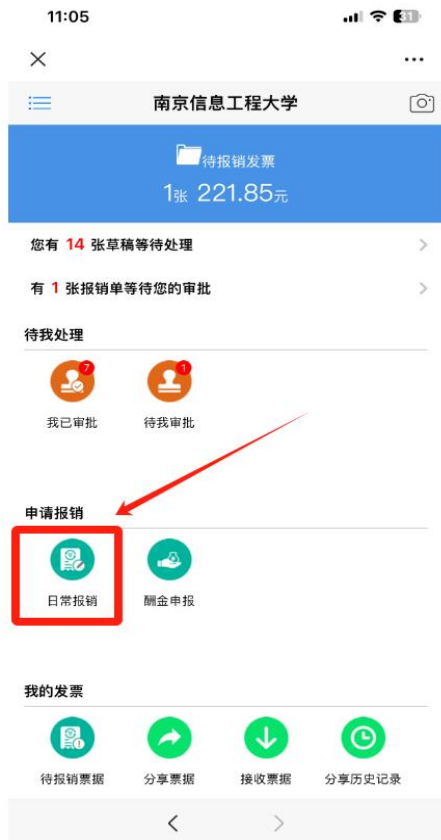 11:05
31
南京信息工程大学
待报销发票
1张 221.85元
您有 14 张草稿等待处理
有 1 张报销单等待您的审批
待我处理
7
1
我已审批
待我审批
申请报销
日常报销
酬金申报
我的发票
待报销票据
分享票据
接收票据
分享历史记录